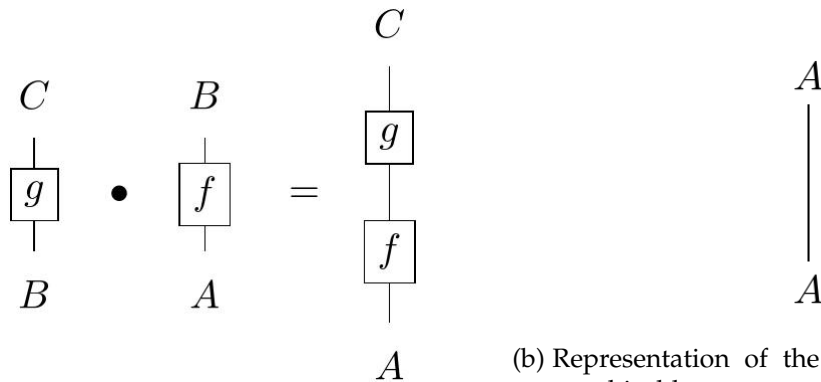 C
C B A
g • f = g
f
B A A
A
(b) Representation of the